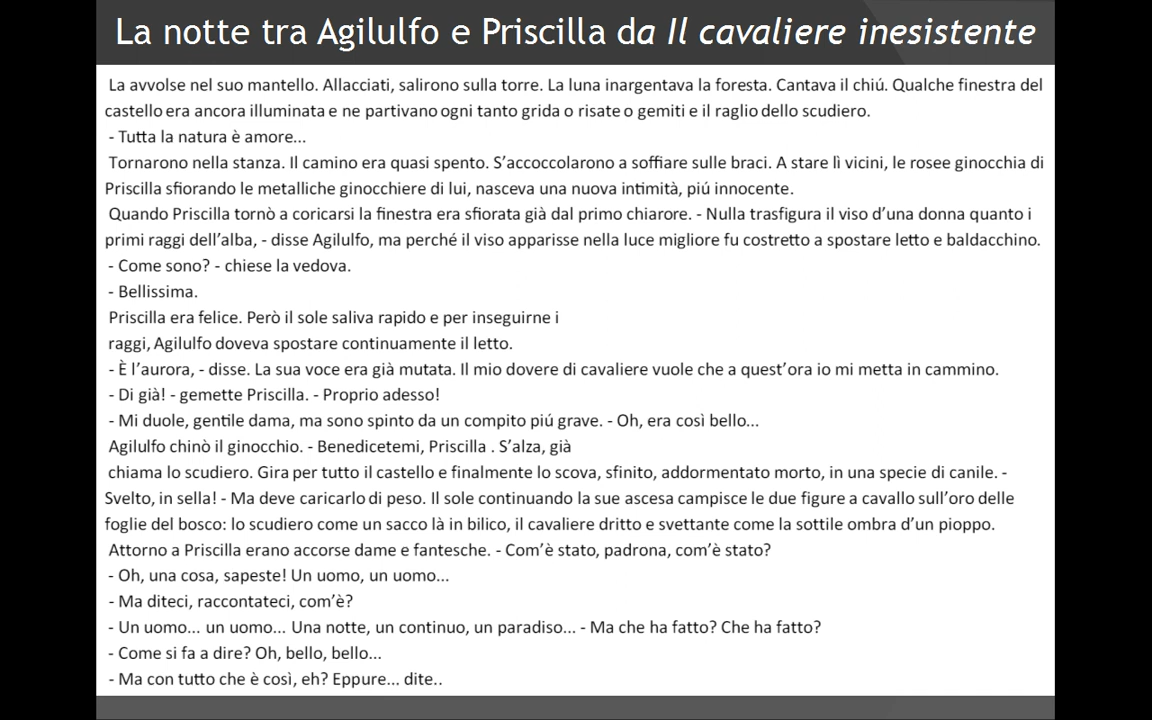 La notte tra Agilulfo e Priscilla da Il cavaliere inesistente
La avvolse nel suo mantello. Allacciati, salirono sulla torre. La luna inargentava la foresta. Cantava il chiú. Qualche finestra del
castello era ancora illuminata e ne partivano ogni tanto grida o risate o gemiti e il raglio dello scudiero.
- Tutta la natura è amore...
Tornarono nella stanza. Il camino era quasi spento. S’accoccolarono a soffiare sulle braci. A stare lì vicini, le rosee ginocchia di
Priscilla sfiorando le metalliche ginocchiere di lui, nasceva una nuova intimità, piú innocente.
Quando Priscilla tornò a coricarsi la finestra era sfiorata già dal primo chiarore. - Nulla trasfigura il viso d’una donna quanto i
primi raggi dell’alba, - disse Agilulfo, ma perché il viso apparisse nella luce migliore fu costretto a spostare letto e baldacchino.
- Come sono? - chiese la vedova.
- Bellissima.
Priscilla era felice. Però il sole saliva rapido e per inseguirne i
raggi, Agilulfo doveva spostare continuamente il letto.
- È l’aurora, - disse. La sua voce era già mutata. Il mio dovere di cavaliere vuole che a quest’ora io mi metta in cammino.
- Di già! - gemette Priscilla. - Proprio adesso!
- Mi duole, gentile dama, ma sono spinto da un compito piú grave. - Oh, era così bello...
Agilulfo chinò il ginocchio. - Benedicetemi, Priscilla . S’alza, già
chiama lo scudiero. Gira per tutto il castello e finalmente lo scova, sfinito, addormentato morto, in una specie di canile. -
Svelto, in sella! - Ma deve caricarlo di peso. Il sole continuando la sue ascesa campisce le due figure a cavallo sull’oro delle
foglie del bosco: lo scudiero come un sacco là in bilico, il cavaliere dritto e svettante come la sottile ombra d’un pioppo.
Attorno a Priscilla erano accorse dame e fantesche. - Com’è stato, padrona, com’è stato?
- Oh, una cosa, sapeste! Un uomo, un uomo...
- Ma diteci, raccontateci, com’è?
- Un uomo... un uomo... Una notte, un continuo, un paradiso... - Ma che ha fatto? Che ha fatto?
- Come si fa a dire? Oh, bello, bello...
- Ma con tutto che è così, eh? Eppure... dite..